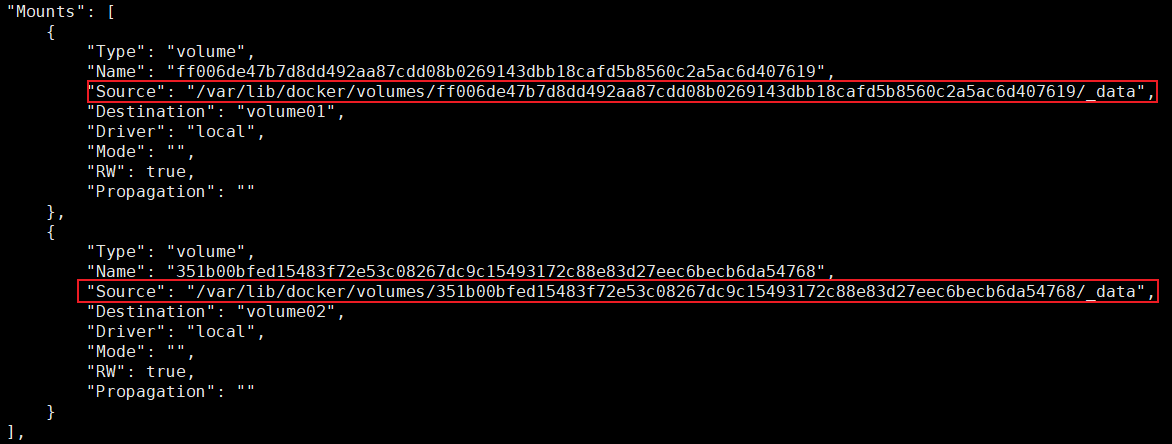 "Mounts": [
{
"Type": "volume",
"Name": "ff006de47b7d8dd492aa87cdd08b0269143dbb18cafd5b8560c2a5ac6d407619",
"Source": "/var/lib/docker/volumes/ff006de47b7d8dd492aa87cdd08b0269143dbb18cafd5b8560c2a5ac6d407619/_data",
"Destination": "volume01",
"Driver": "local",
"Mode": "",
"RW": true,
"Propagation": ""
},
{
"Type": "volume",
"Name": "351b00bfed15483f72e53c08267dc9c15493172c88e83d27eec6becb6da54768",
"Source": "/var/lib/docker/volumes/351b00bfed15483f72e53c08267dc9c15493172c88e83d27eec6becb6da54768/_data",
"Destination": "volume02",
"Driver": "local",
"Mode": "",
"RW": true,
"Propagation": ""
}
],